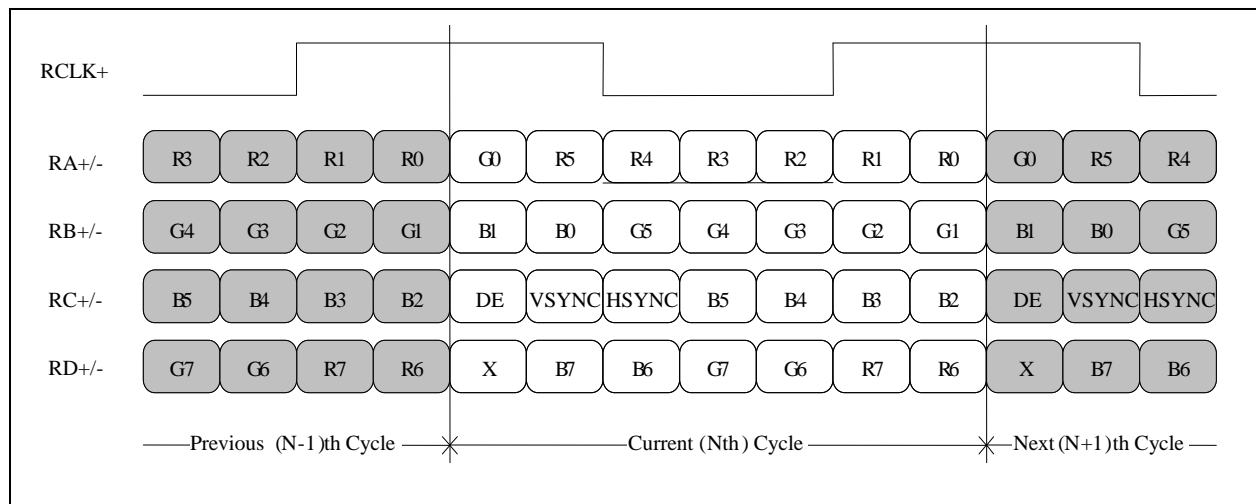 RCLK+
RA+/- R3 R2 R1 R0 G0 R5 R4 R3 R2 R1 R0 G0 R5 R4
RB+/- G4 G3 G2 G1 B1 B0 G5 G4 G3 G2 G1 B1 B0 G5
RC+/- B5 B4 B3 B2 DE VSYNC HSYNC B5 B4 B3 B2 DE VSYNC HSYNC
RD+/- G7 G6 R7 R6 X B7 B6 G7 G6 R7 R6 X B7 B6
Previous (N-1)th Cycle Current (Nth) Cycle Next (N+1)th Cycle